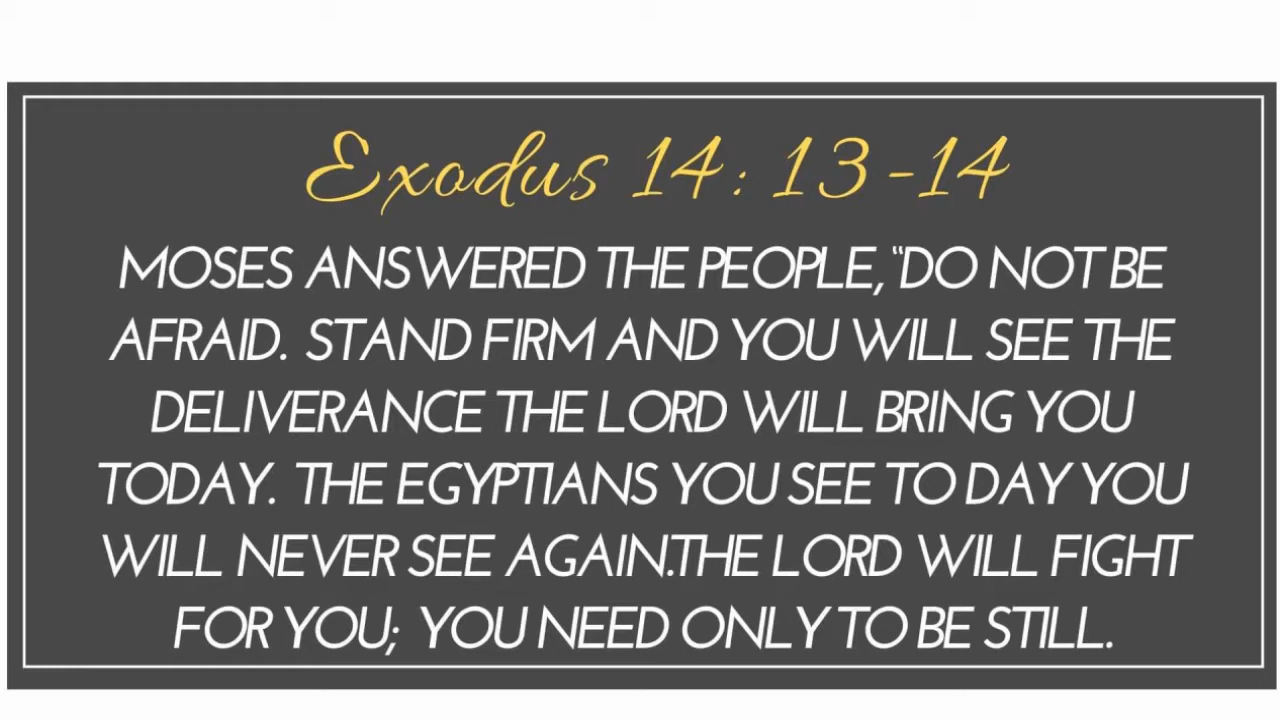 Exodus 14: 13-14
MOSES ANSWERED THE PEOPLE, “DO NOT BE
AFRAID. STAND FIRM AND YOU WILL SEE THE
DELIVERANCE THE LORD WILL BRING YOU
TODAY. THE EGYPTIANS YOU SEE TO DAY YOU
WILL NEVER SEE AGAIN.THE LORD WILL FIGHT
FOR YOU; YOU NEED ONLY TO BE STILL.